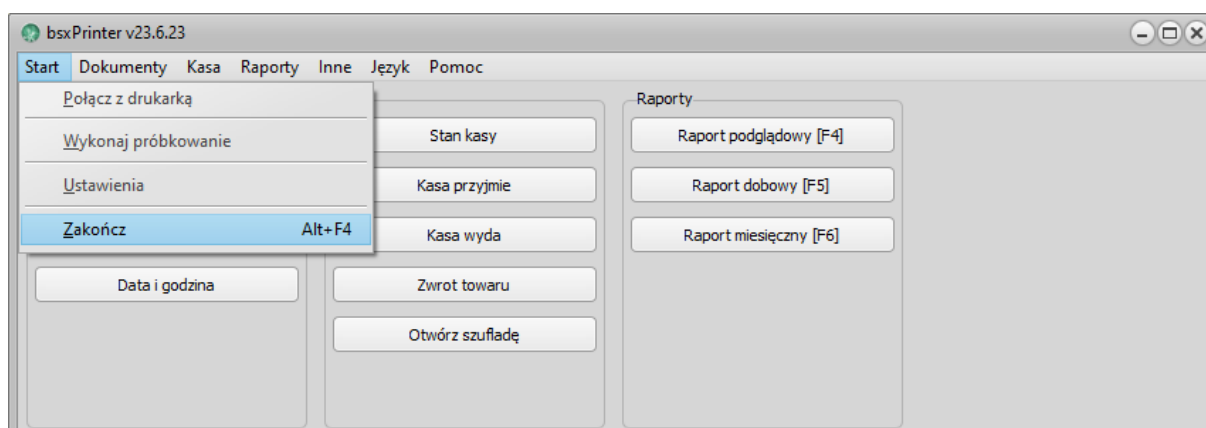 bsxPrinter v23.6.23
Start Dokumenty Kasa Raporty Inne Język Pomoc
Połącz z drukarką
Wykonaj próbkowanie
Ustawienia
Zakończ Alt+F4
Data i godzina
Stan kasy
Kasa przyjmie
Kasa wyda
Zwrot towaru
Otwórz szufladę
Raporty
Raport podglądowy [F4]
Raport dobowy [F5]
Raport miesięczny [F6]